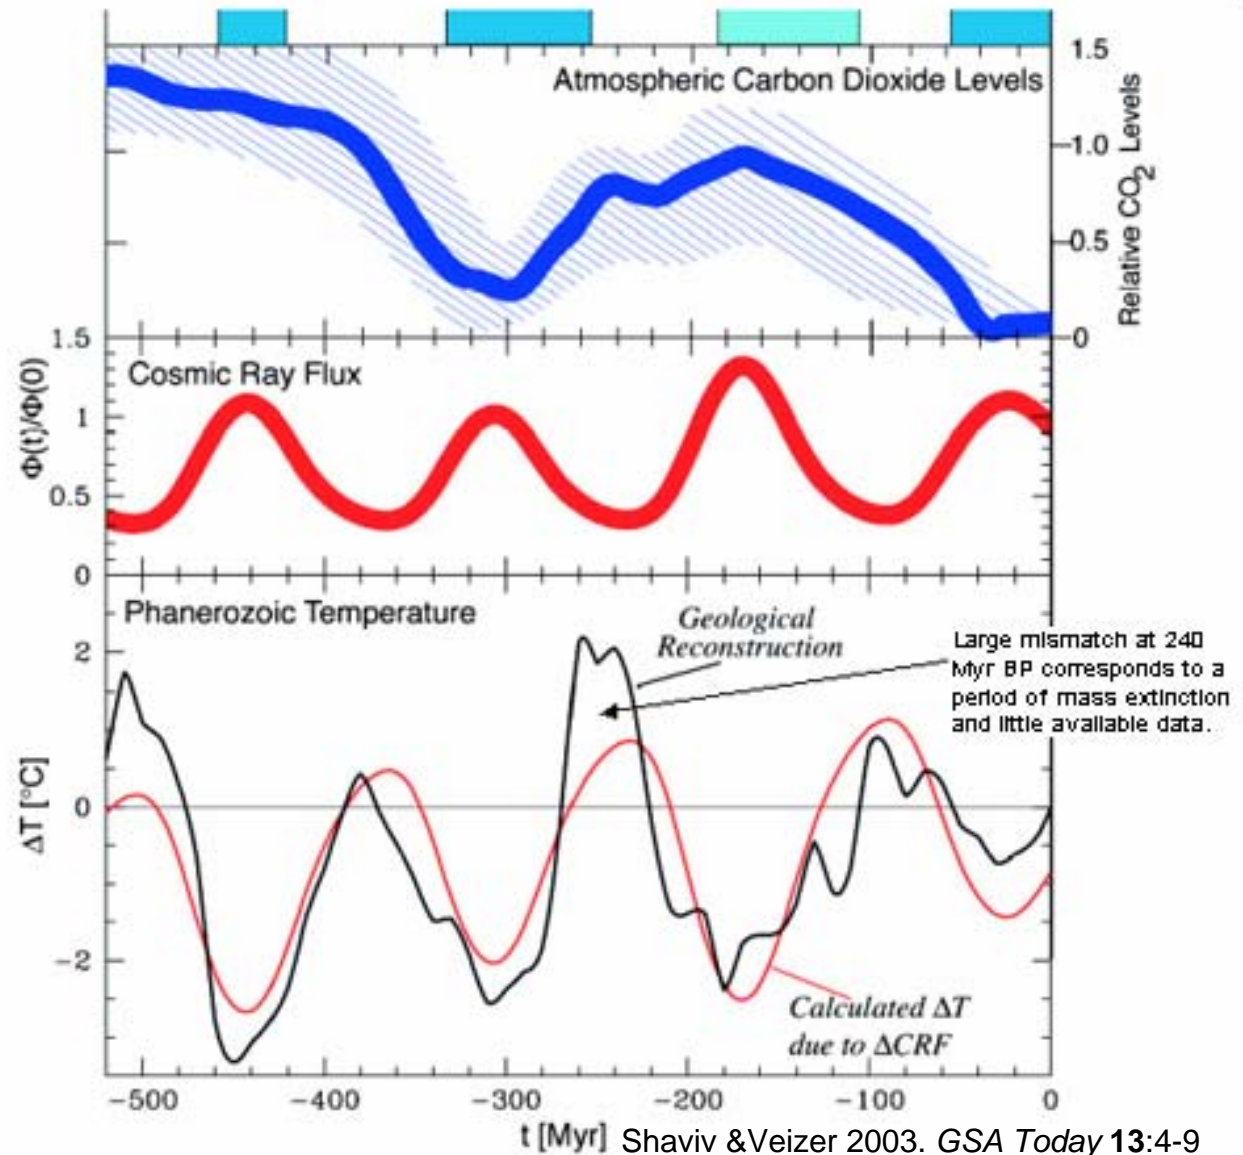 1.5
Atmospheric Carbon Dioxide Levels
1.0
0.5
0
Relative CO2 Levels
1.5
Cosmic Ray Flux
1
0.5
0
Φ(t)/Φ(0)
Phanerozoic Temperature
Geological
Reconstruction
Large mismatch at 240
Myr BP corresponds to a
period of mass extinction
and little available data.
2
0
−2
ΔT [°C]
Calculated ΔT
due to ΔCRF
−500
−400
−300
−200
−100
0
t [Myr]
Shaviv &Veizer 2003. GSA Today 13:4-9